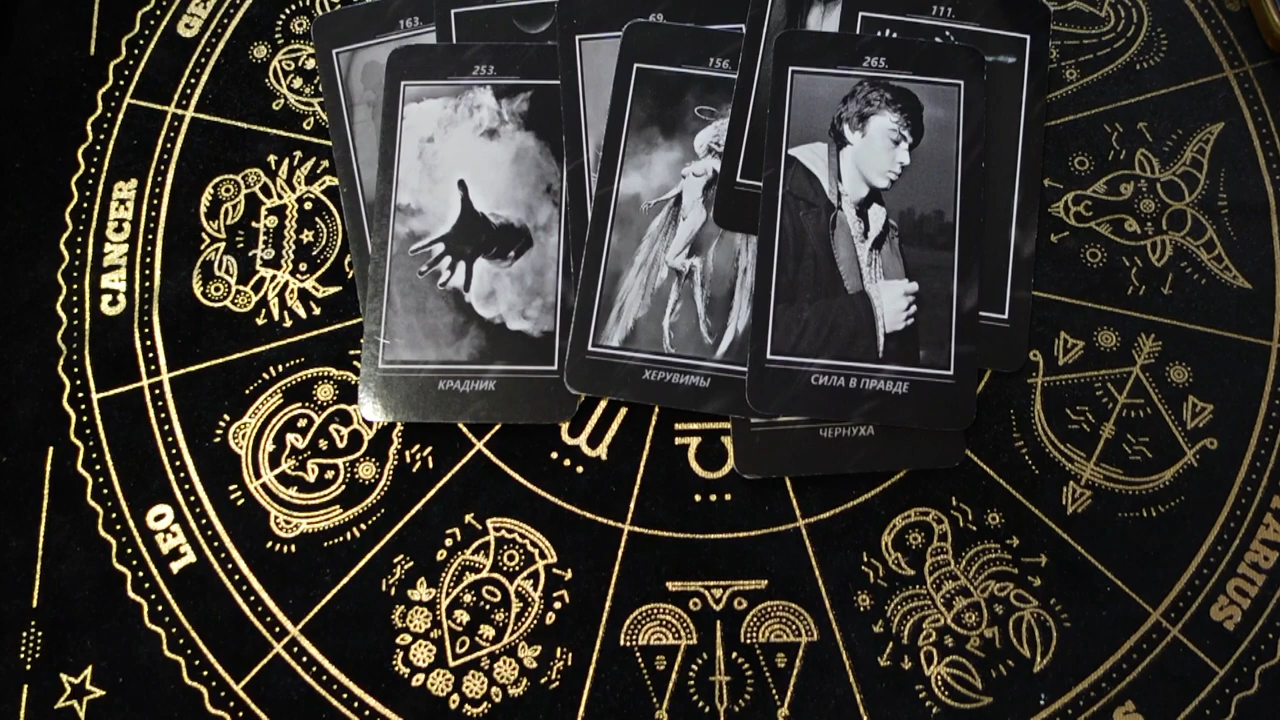 163.
69.
111.
253.
156.
265.
КРАДНИК
ХЕРУВИМЫ
СИЛА В ПРАВДЕ
ЧЕРНУХА
CANCER
LEO